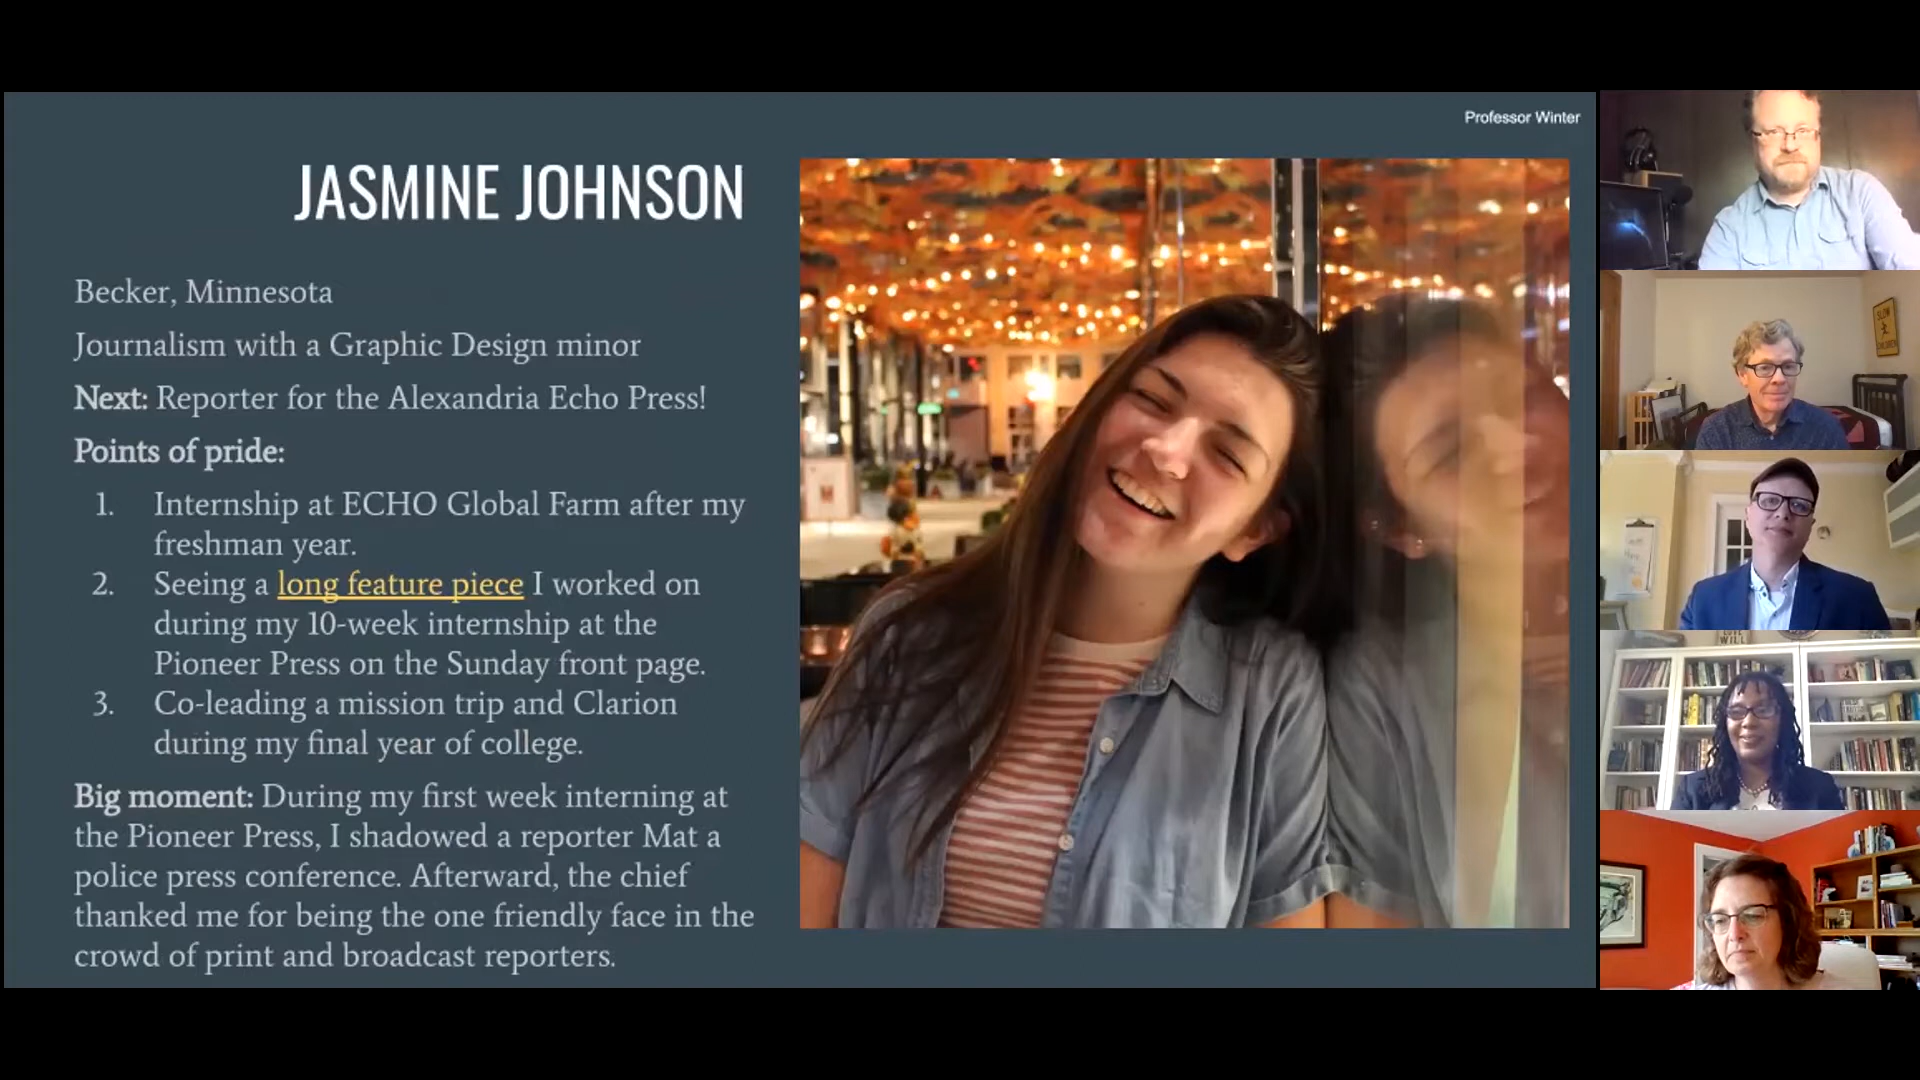 Professor Winter
JASMINE JOHNSON
Becker, Minnesota
Journalism with a Graphic Design minor
Next: Reporter for the Alexandria Echo Press!
Points of pride:
1. Internship at ECHO Global Farm after my
freshman year.
2. Seeing a long feature piece I worked on
during my 10-week internship at the
Pioneer Press on the Sunday front page.
3. Co-leading a mission trip and Clarion
during my final year of college.
Big moment: During my first week interning at
the Pioneer Press, I shadowed a reporter Mat a
police press conference. Afterward, the chief
thanked me for being the one friendly face in the
crowd of print and broadcast reporters.
SLOW
CHILDREN
WILL